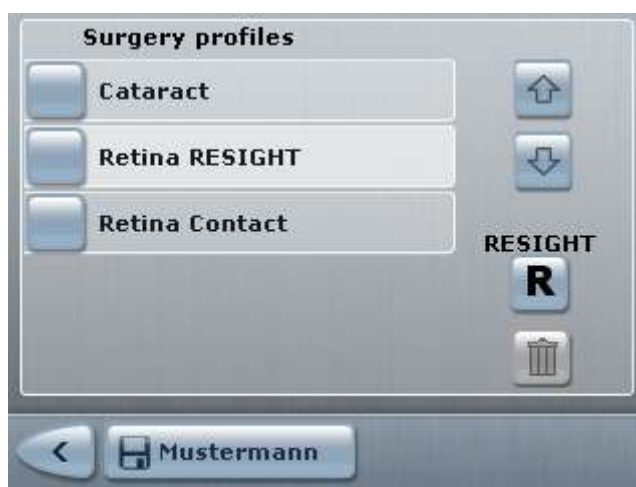 Surgery profiles
Cataract
Retina RESIGHT
Retina Contact
RESIGHT
R
Mustermann